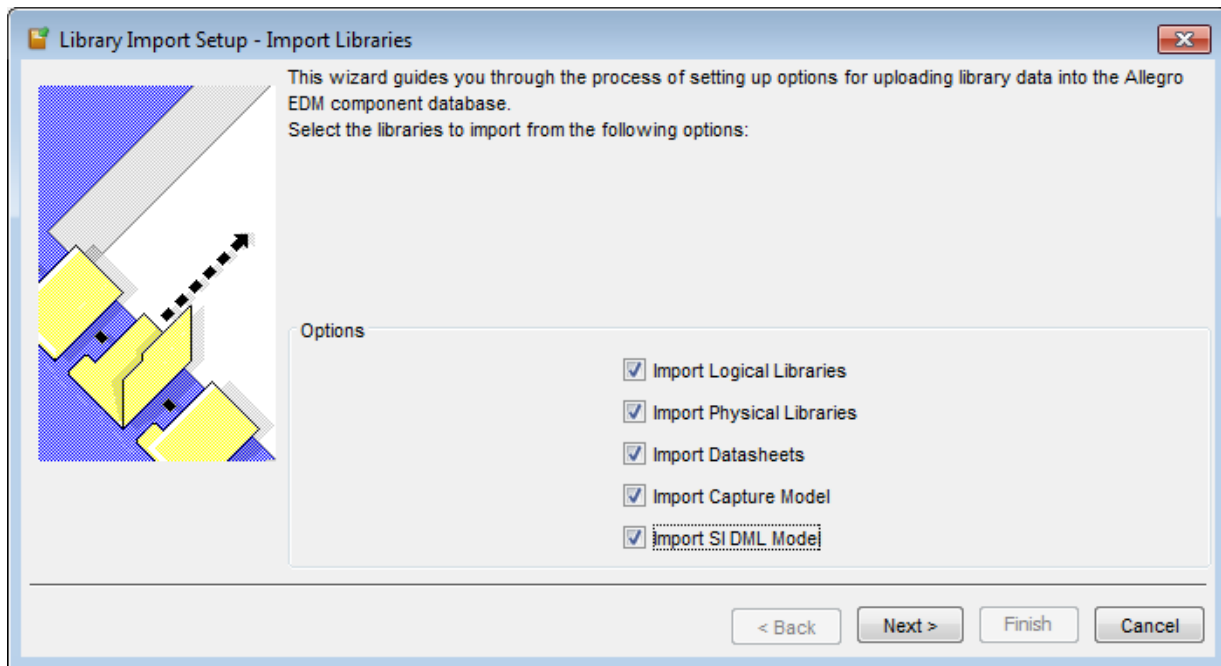 Library Import Setup - Import Libraries
This wizard guides you through the process of setting up options for uploading library data into the Allegro
EDM component database.
Select the libraries to import from the following options:
Options
Import Logical Libraries
Import Physical Libraries
Import Datasheets
Import Capture Model
Import SI DML Model
< Back Next > Finish Cancel